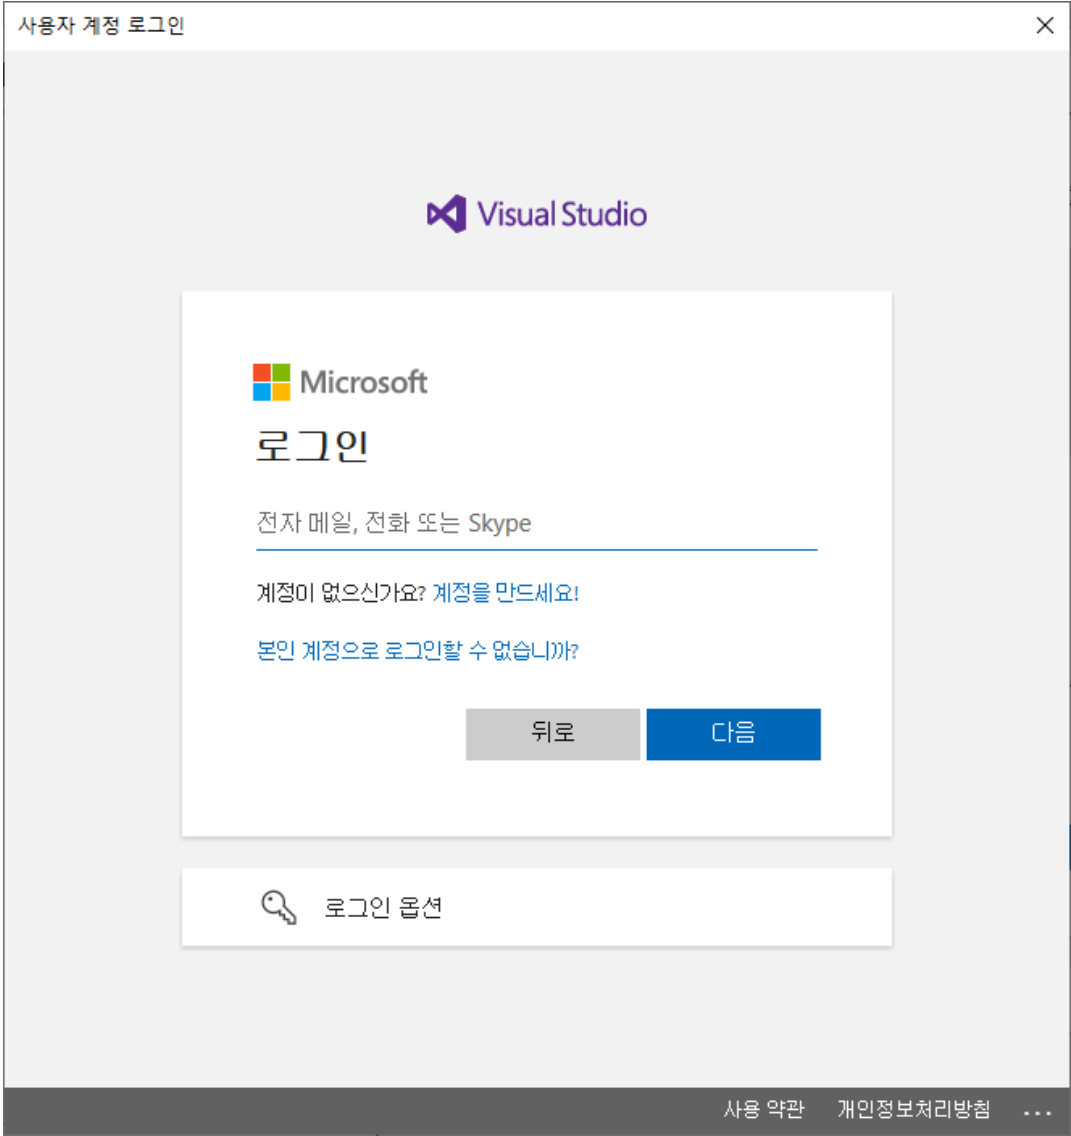 사용자 계정 로그인
Visual Studio
Microsoft
로그인
전자 메일, 전화 또는 Skype
계정이 없으신가요? 계정을 만드세요!
본인 계정으로 로그인할 수 없습니까?
뒤로 다음
로그인 옵션
사용 약관 개인정보처리방침 ...